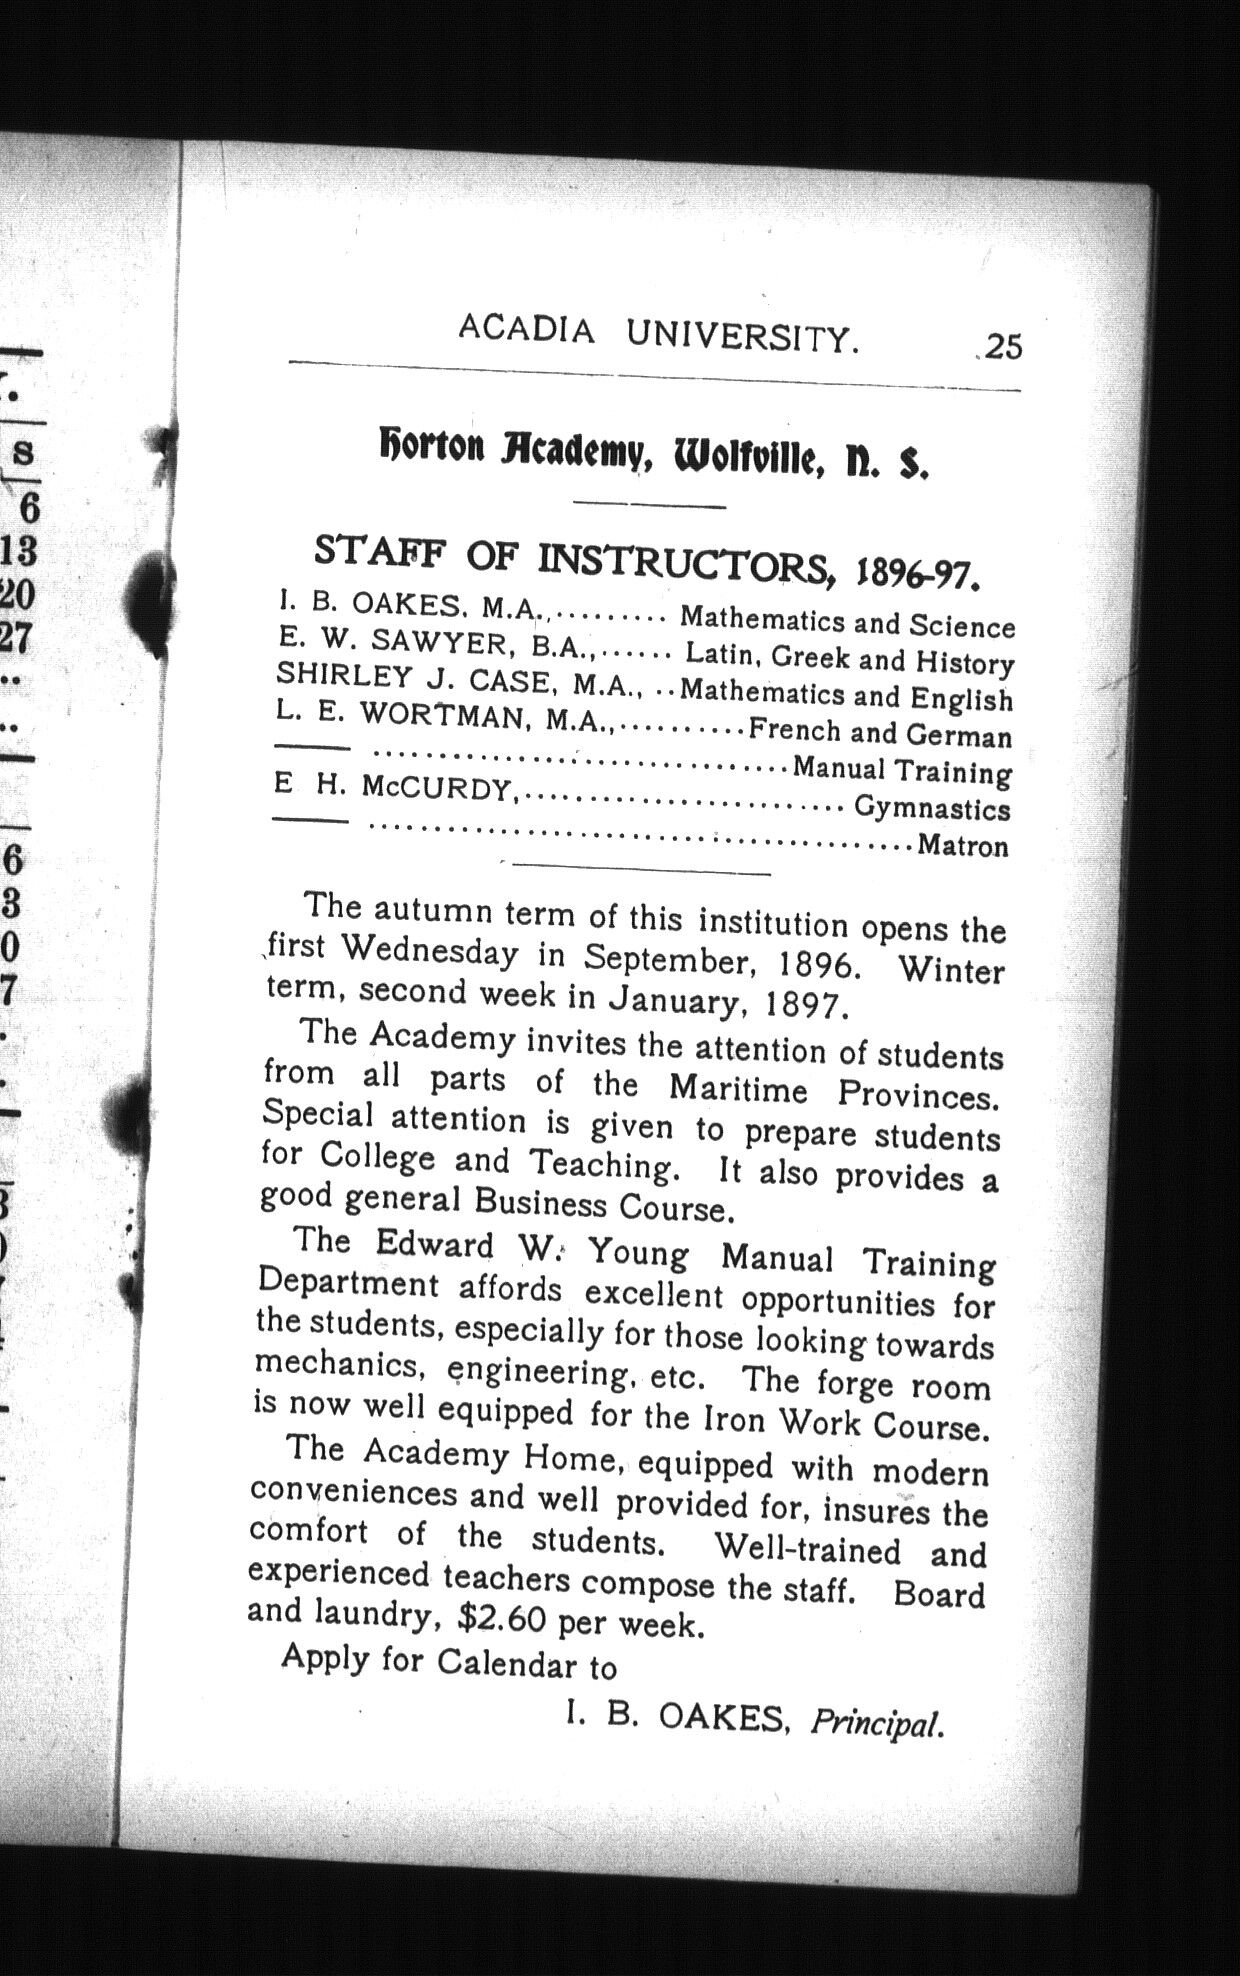 ACADIA UNIVERSITY. 25
Horton Academy, Wolfville, N. S.
STAFF OF INSTRUCTORS, 1896-97.
I. B. OAKES. M.A.,......... Mathematics and Science
E. W. SAWYER, B.A.,...... Latin, Greek and History
SHIRLEY J. CASE, M.A., ..Mathematics and English
L. E. WORTMAN, M.A.,..........French and German
—— ................................Manual Training
E H. McCURDY,......................... Gymnastics
—— ..........................................Matron
The autumn term of this institution opens the
first Wednesday in September, 1896. Winter
term, second week in January, 1897.
The Academy invites the attention of students
from all parts of the Maritime Provinces.
Special attention is given to prepare students
for College and Teaching. It also provides a
good general Business Course.
The Edward W. Young Manual Training
Department affords excellent opportunities for
the students, especially for those looking towards
mechanics, engineering, etc. The forge room
is now well equipped for the Iron Work Course.
The Academy Home, equipped with modern
conveniences and well provided for, insures the
comfort of the students. Well-trained and
experienced teachers compose the staff. Board
and laundry, $2.60 per week.
Apply for Calendar to
I. B. OAKES, Principal.
S
6
13
20
27
..
..
6
3
0
7